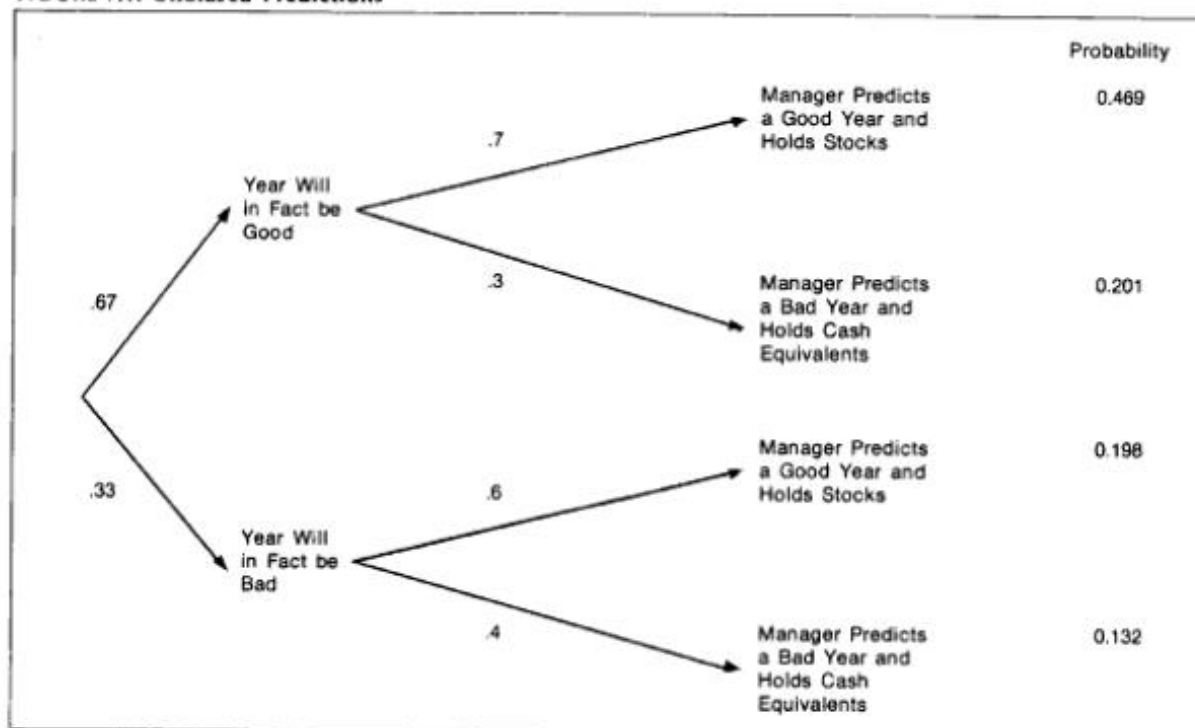 Probability
Manager Predicts
a Good Year and
Holds Stocks
0.469
.7
Year Will
in Fact be
Good
.3
Manager Predicts
a Bad Year and
Holds Cash
Equivalents
0.201
.67
.33
Manager Predicts
a Good Year and
Holds Stocks
0.198
.6
Year Will
in Fact be
Bad
.4
Manager Predicts
a Bad Year and
Holds Cash
Equivalents
0.132